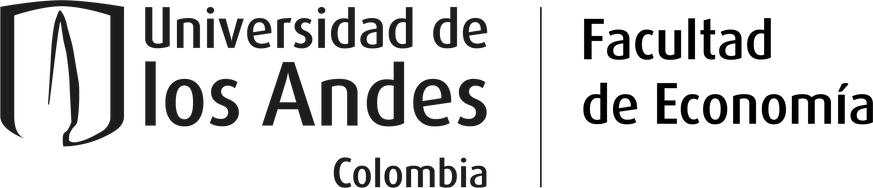 Universidad de
los Andes
Colombia
Facultad
de Economía